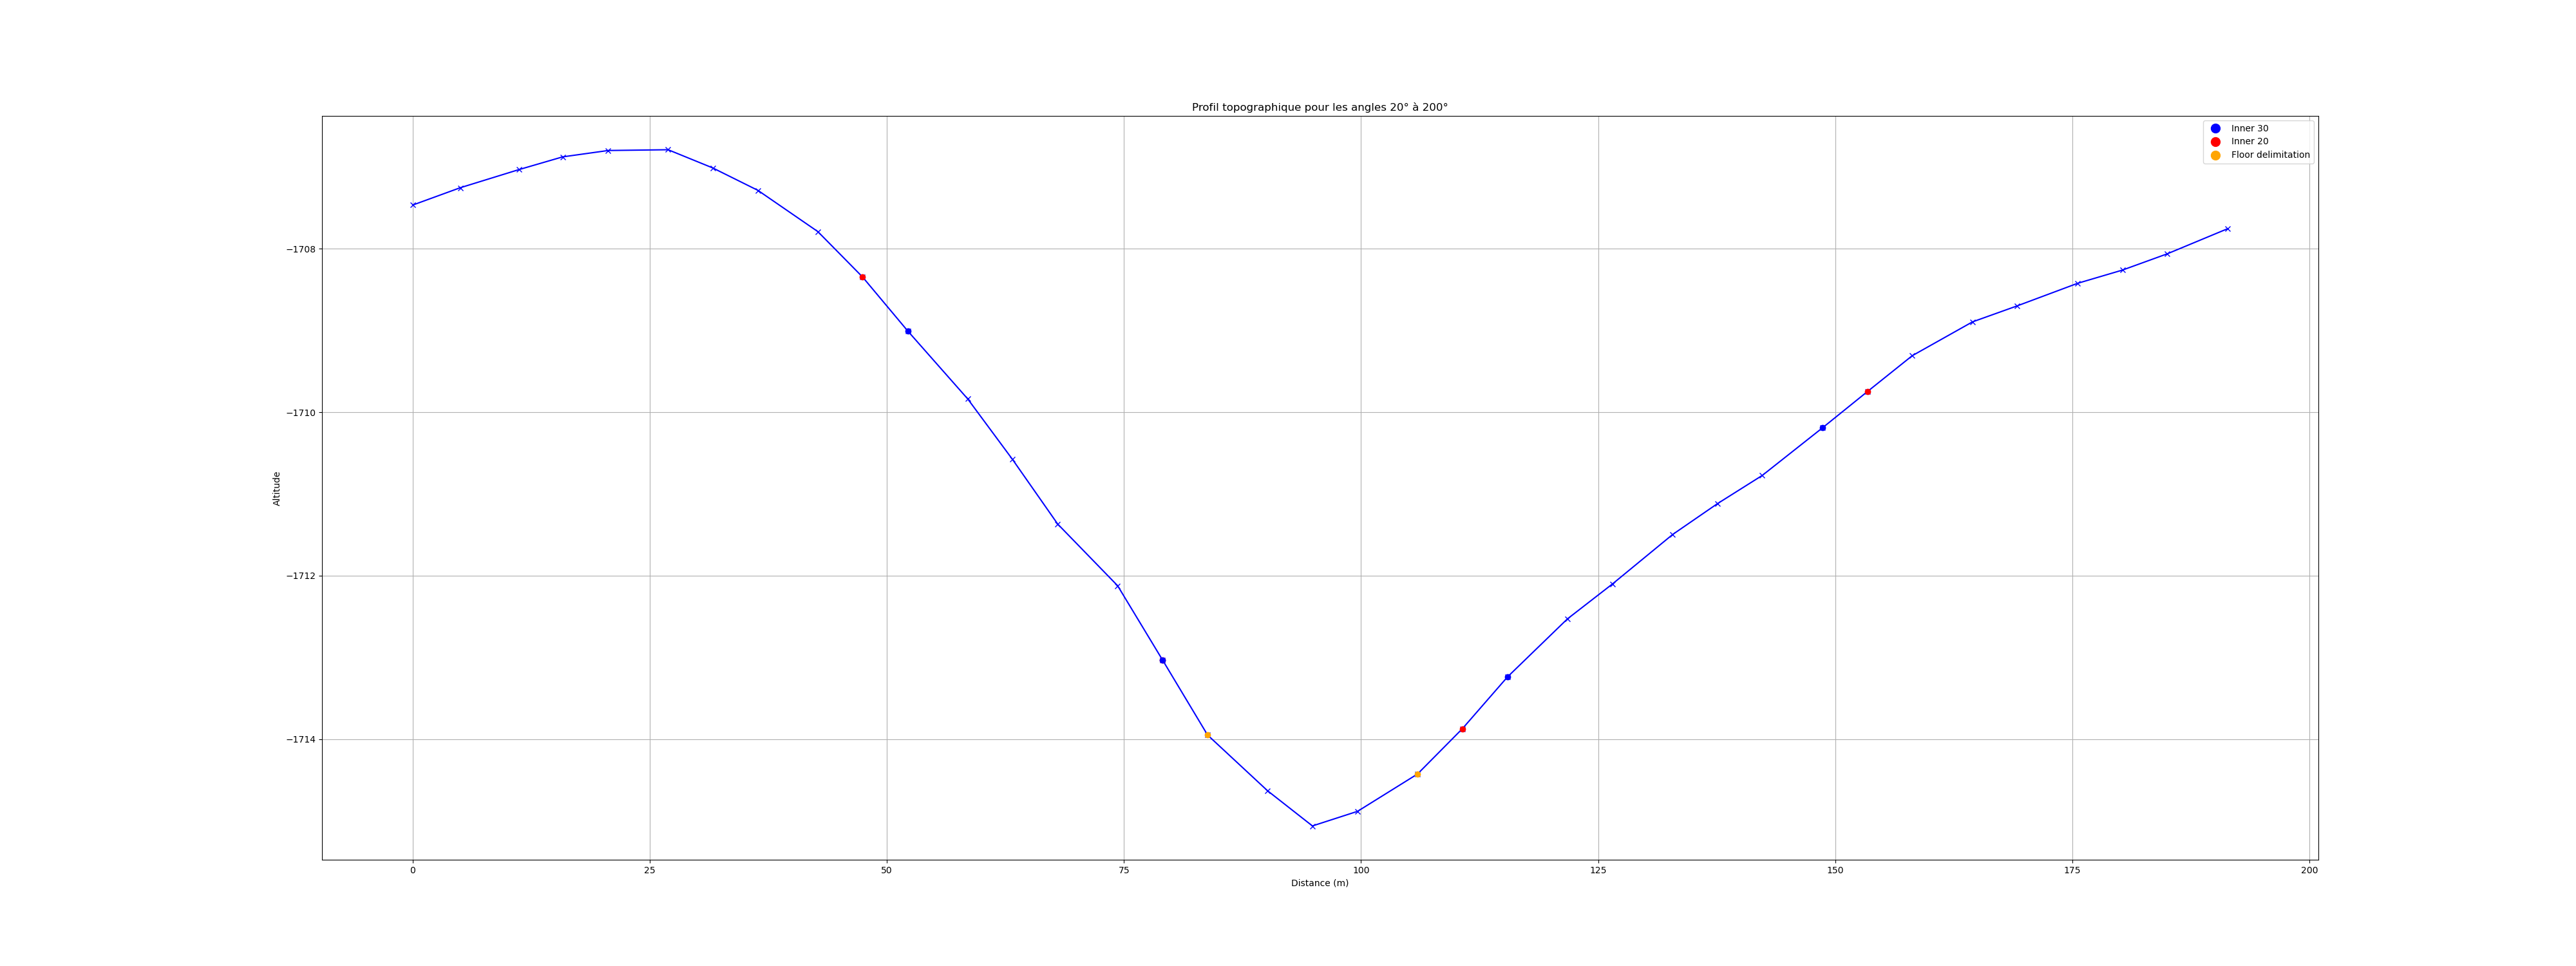 Profil topographique pour les angles 20° à 200°
Inner 30
Inner 20
Floor delimitation
−1708
−1710
−1712
−1714
Altitude
0 25 50 75 100 125 150 175 200
Distance (m)